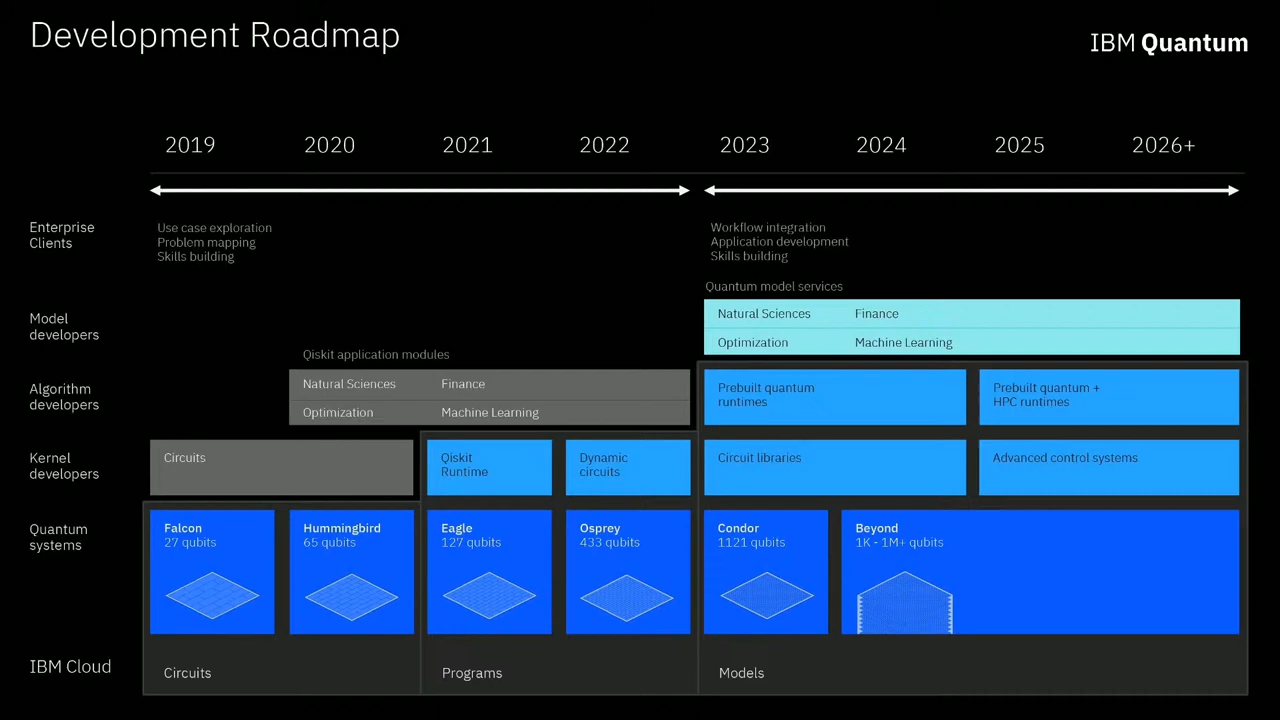 Development Roadmap
IBM Quantum
2019
2020
2021
2022
2023
2024
2025
2026+
Enterprise
Clients
Use case exploration
Problem mapping
Skills building
Workflow integration
Application development
Skills building
Model
developers
Quantum model services
Natural Sciences
Finance
Optimization
Machine Learning
Algorithm
developers
Qiskit application modules
Natural Sciences
Finance
Optimization
Machine Learning
Prebuilt quantum
runtimes
Prebuilt quantum +
HPC runtimes
Kernel
developers
Circuits
Qiskit
Runtime
Dynamic
circuits
Circuit libraries
Advanced control systems
Quantum
systems
Falcon
27 qubits
Hummingbird
65 qubits
Eagle
127 qubits
Osprey
433 qubits
Condor
1121 qubits
Beyond
1K - 1M+ qubits
IBM Cloud
Circuits
Programs
Models